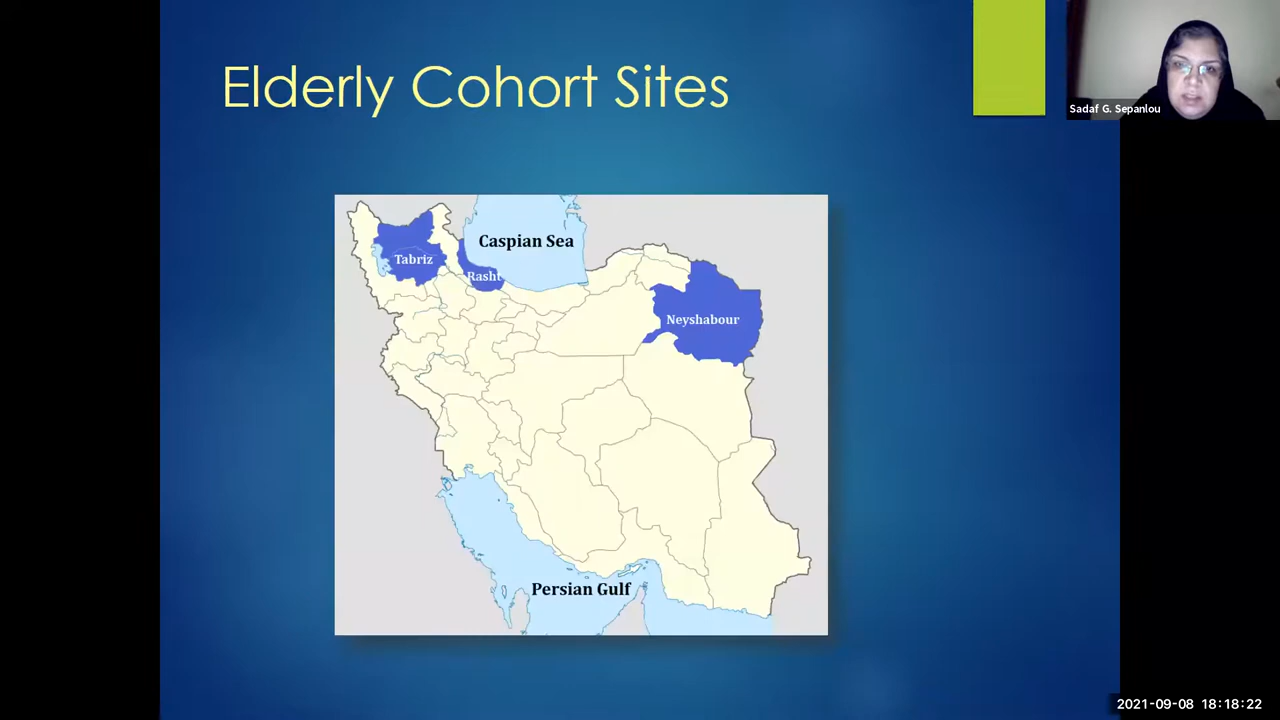 Elderly Cohort Sites
Sadaf G. Sepanlou
Caspian Sea
Tabriz
Rasht
Neyshabour
Persian Gulf
2021-09-08 18:18:22